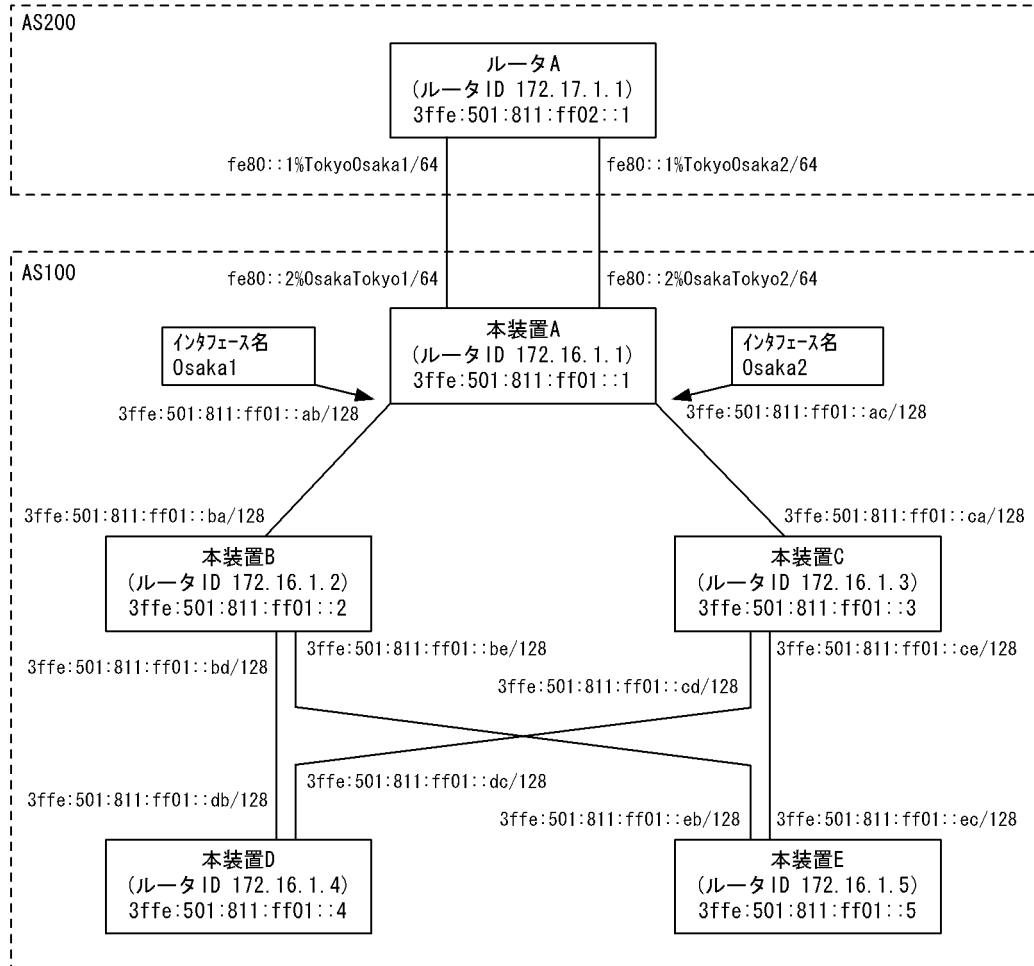 AS200
ルータA
(ルータID 172.17.1.1)
3ffe:501:811:ff02::1
fe80::1%TokyoOsaka1/64
fe80::1%TokyoOsaka2/64
AS100
fe80::2%OsakaTokyo1/64
fe80::2%OsakaTokyo2/64
インタフェース名
Osaka1
本装置A
(ルータID 172.16.1.1)
3ffe:501:811:ff01::1
インタフェース名
Osaka2
3ffe:501:811:ff01::ab/128
3ffe:501:811:ff01::ac/128
3ffe:501:811:ff01::ba/128
3ffe:501:811:ff01::ca/128
本装置B
(ルータID 172.16.1.2)
3ffe:501:811:ff01::2
本装置C
(ルータID 172.16.1.3)
3ffe:501:811:ff01::3
3ffe:501:811:ff01::bd/128
3ffe:501:811:ff01::be/128
3ffe:501:811:ff01::cd/128
3ffe:501:811:ff01::ce/128
3ffe:501:811:ff01::db/128
3ffe:501:811:ff01::dc/128
3ffe:501:811:ff01::eb/128
3ffe:501:811:ff01::ec/128
本装置D
(ルータID 172.16.1.4)
3ffe:501:811:ff01::4
本装置E
(ルータID 172.16.1.5)
3ffe:501:811:ff01::5